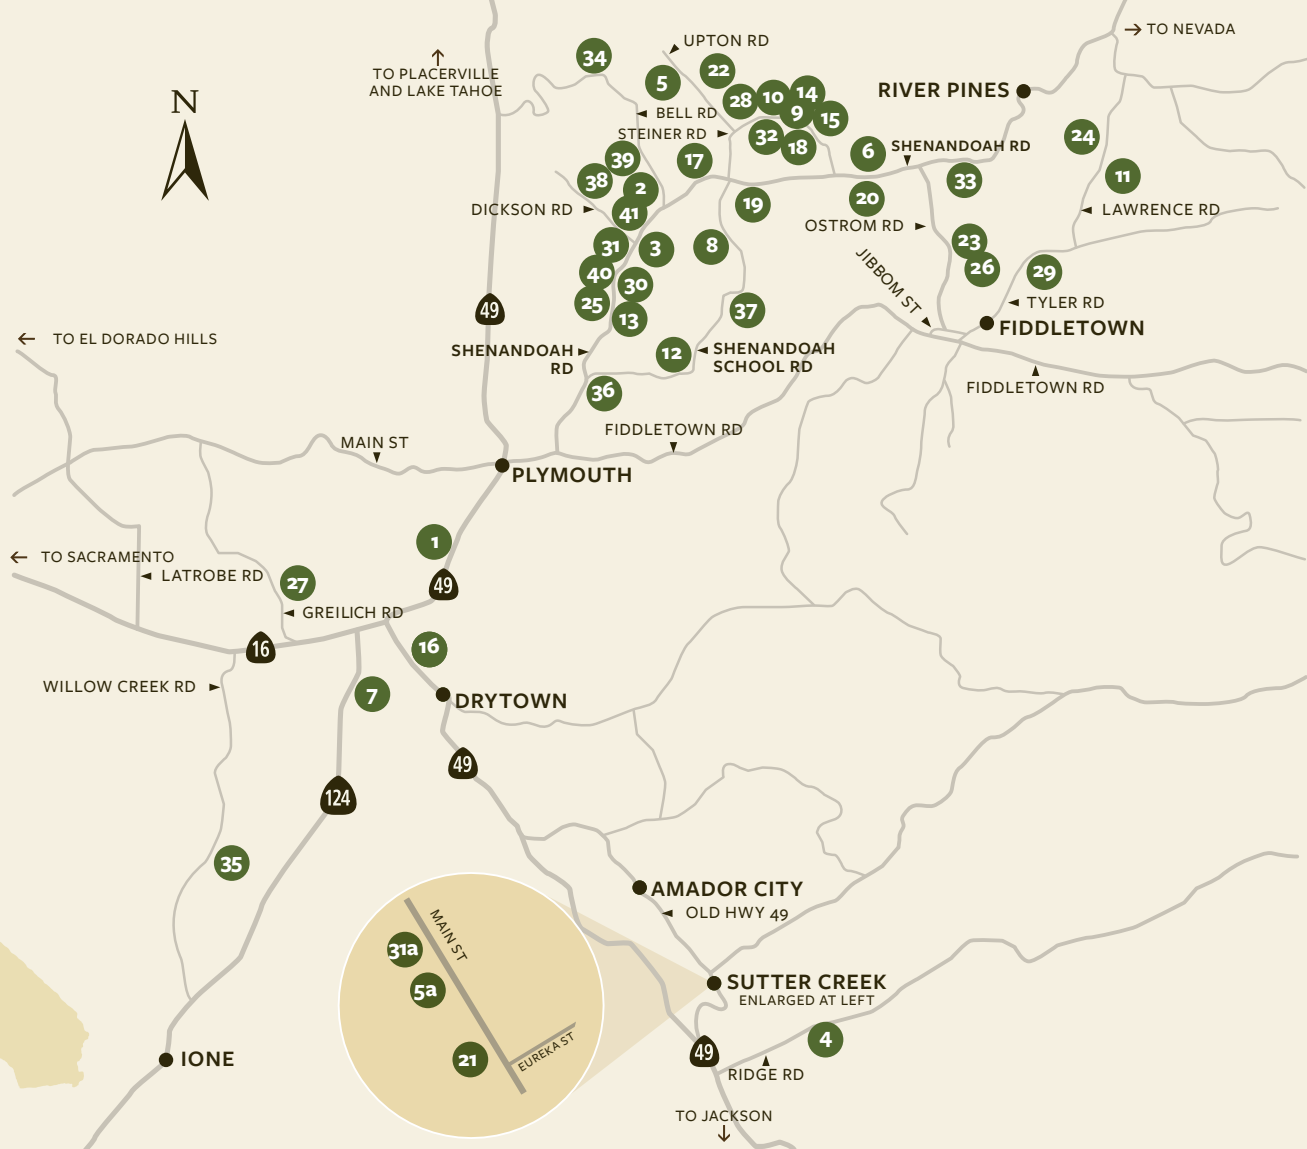 TO NEVADA
UPTON RD
34
TO PLACERVILLE
AND LAKE TAHOE
5
22
RIVER PINES
N
28
10
14
9
15
BELL RD
STEINER RD
32
18
24
SHENANDOAH RD
6
39
17
38
2
33
11
20
19
DICKSON RD
41
LAWRENCE RD
OSTROM RD
31
3
8
23
26
40
29
JIBBOM ST
30
25
49
13
37
TYLER RD
FIDDLETOWN
TO EL DORADO HILLS
SHENANDOAH
RD
12
SHENANDOAH
SCHOOL RD
FIDDLETOWN RD
36
FIDDLETOWN RD
MAIN ST
PLYMOUTH
1
TO SACRAMENTO
LATROBE RD
27
49
GREILICH RD
16
16
WILLOW CREEK RD
7
DRYTOWN
49
124
35
AMADOR CITY
OLD HWY 49
MAIN ST
31a
5a
SUTTER CREEK
ENLARGED AT LEFT
21
EUREKA ST
4
49
IONE
RIDGE RD
TO JACKSON